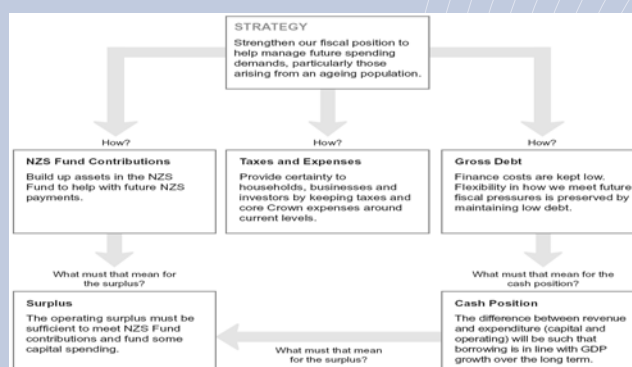 STRATEGY
Strengthen our fiscal position to
help manage future spending
demands, particularly those
arising from an ageing population.
How?
How?
How?
NZS Fund Contributions
Build up assets in the NZS
Fund to help with future NZS
payments.
Taxes and Expenses
Provide certainty to
households, businesses and
investors by keeping taxes and
core Crown expenses around
current levels.
Gross Debt
Finance costs are kept low.
Flexibility in how we meet future
fiscal pressures is preserved by
maintaining low debt.
What must that mean for
the surplus?
What must that mean for the
cash position?
Surplus
The operating surplus must be
sufficient to meet NZS Fund
contributions and fund some
capital spending.
What must that mean
for the surplus?
Cash Position
The difference between revenue
and expenditure (capital and
operating) will be such that
borrowing is in line with GDP
growth over the long term.